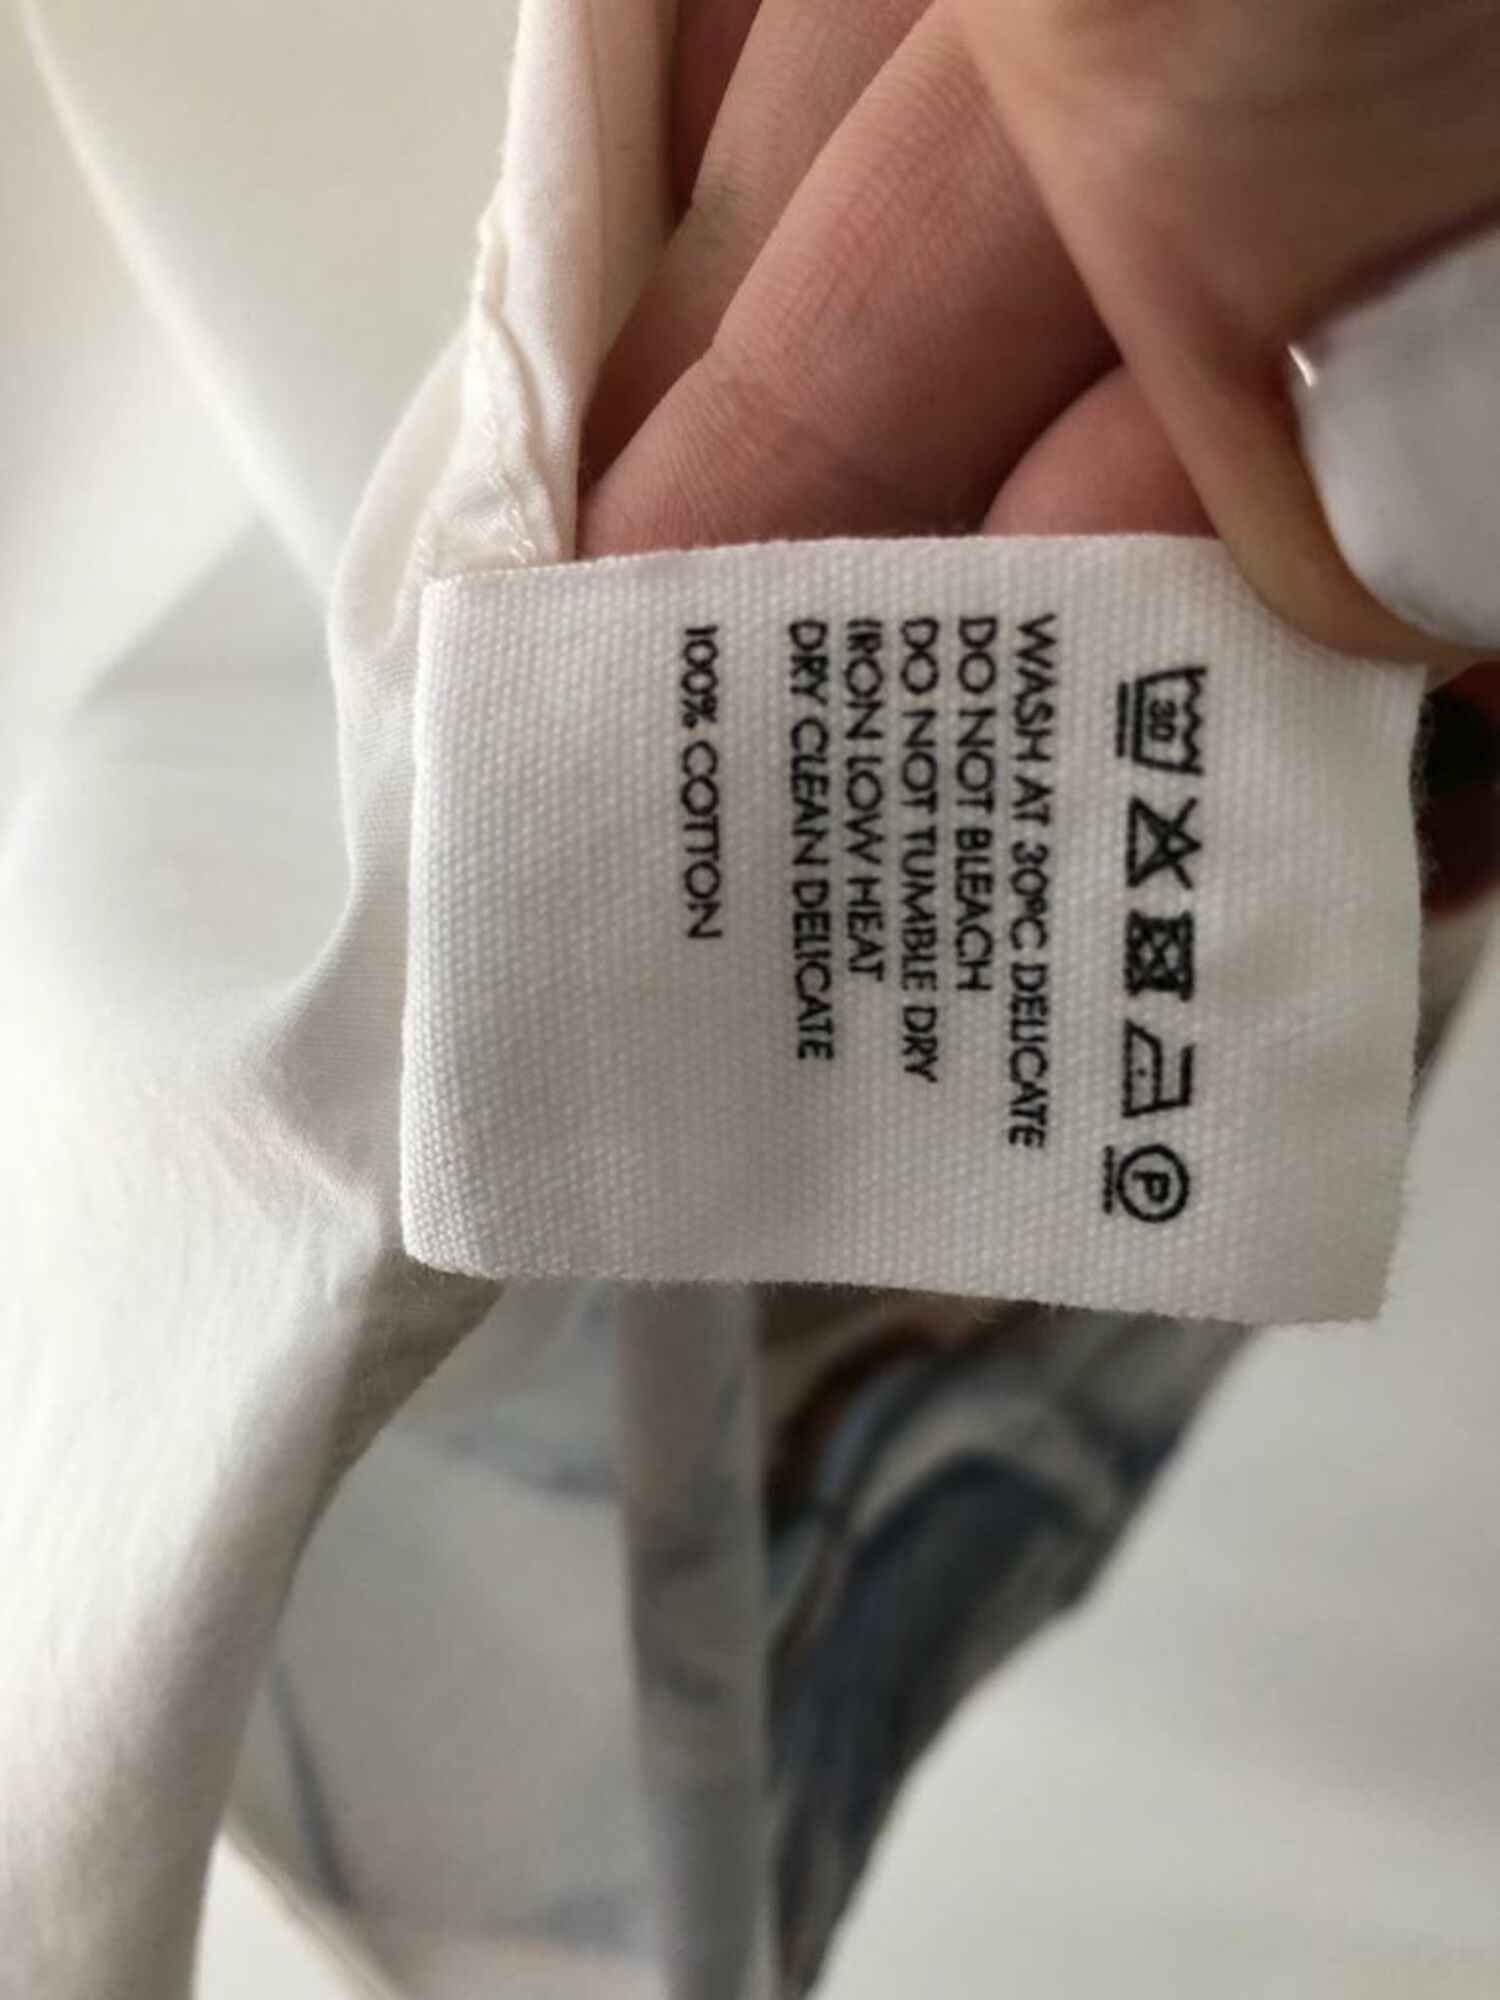 30 P
WASH AT 30ºC DELICATE
DO NOT BLEACH
DO NOT TUMBLE DRY
IRON LOW HEAT
DRY CLEAN DELICATE
100% COTTON